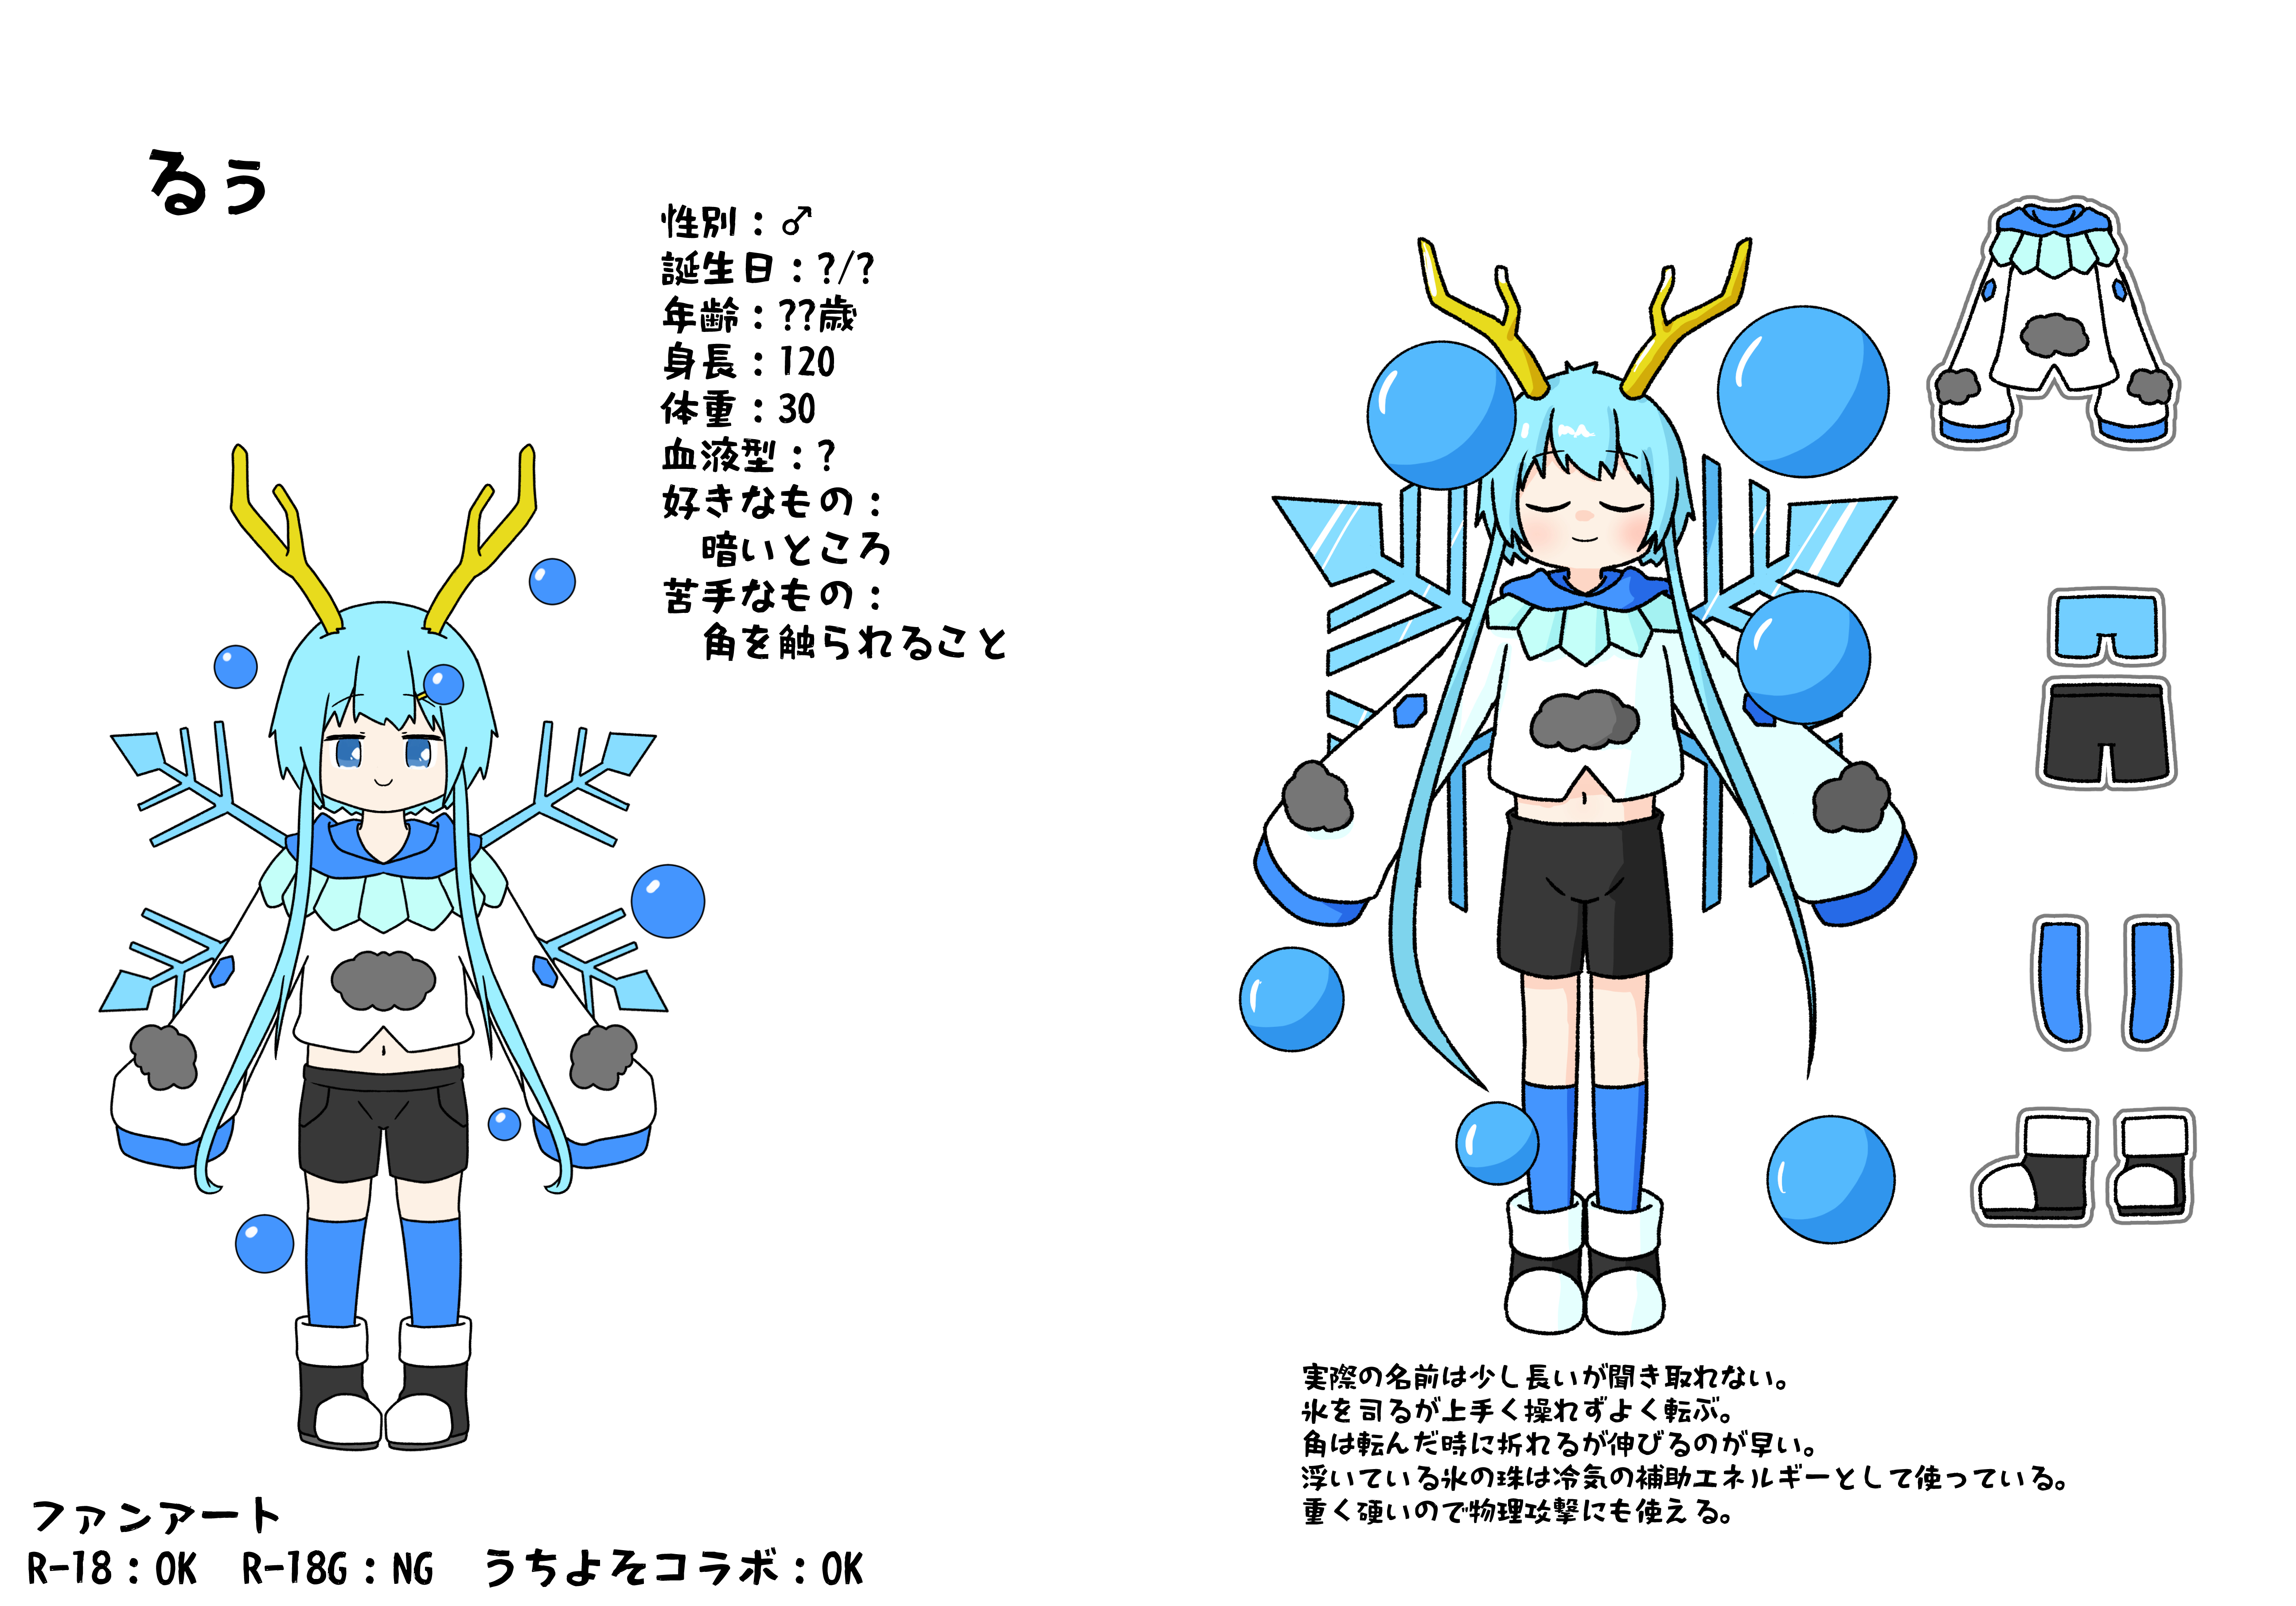 るぅ
性別：♂
誕生日：?/?
年齢：??歳
身長：120
体重：30
血液型：?
好きなもの：
暗いところ
苦手なもの：
角を触られること
実際の名前は少し長いが聞き取れない。
氷を司るが上手く操れずよく転ぶ。
角は転んだ時に折れるが伸びるのが早い。
浮いている氷の珠は冷気の補助エネルギーとして使っている。
重く硬いので物理攻撃にも使える。
ファンアート
R-18：OK　R-18G：NG　うちよそコラボ：OK